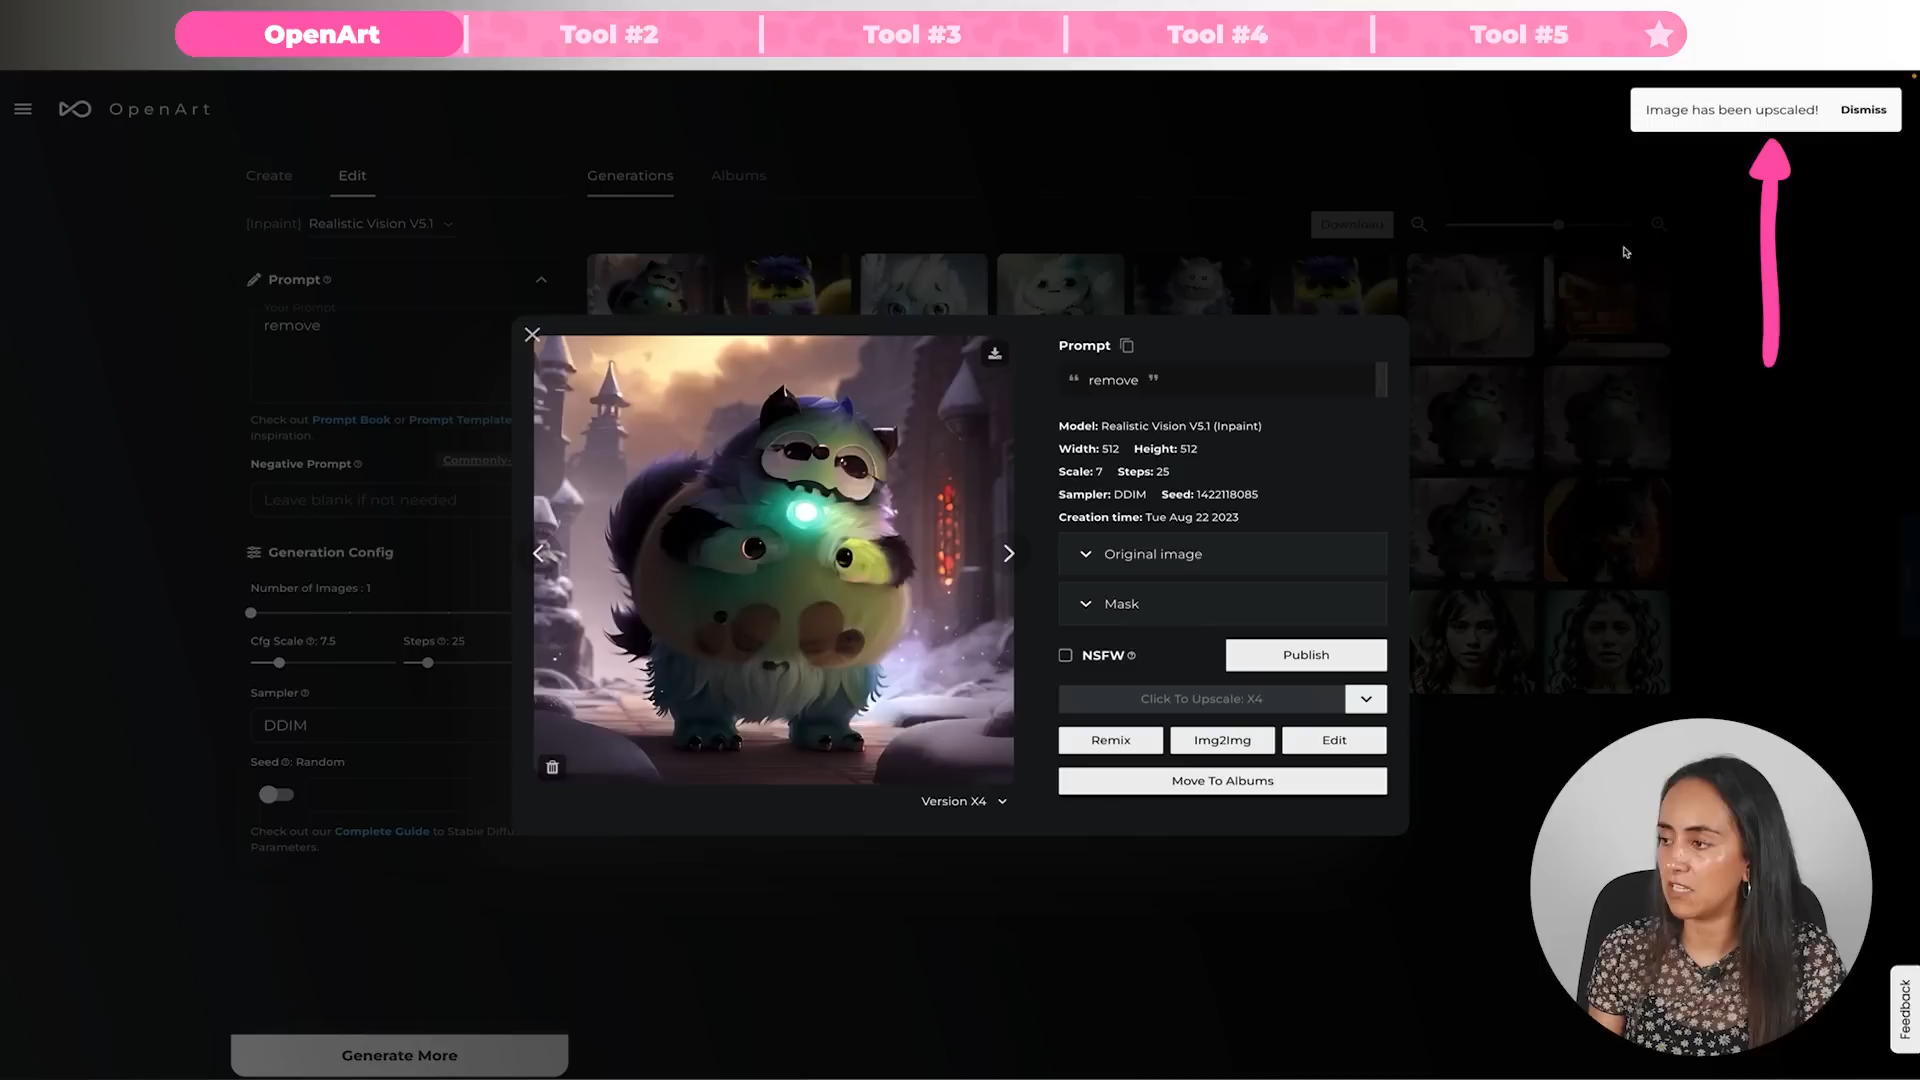 OpenArt
Tool #2
Tool #3
Tool #4
Tool #5
OpenArt
Image has been upscaled!
Dismiss
Create
Edit
Generations
Albums
[Inpaint] Realistic Vision V5.1
Download
Prompt
Your Prompt
remove
Check out Prompt Book or Prompt Template
inspiration.
Negative Prompt
Commonly-
Leave blank if not needed
Generation Config
Number of Images : 1
Cfg Scale : 7.5
Steps : 25
Sampler
DDIM
Seed : Random
Check out our Complete Guide to Stable Diffu
Parameters.
Generate More
Prompt
“ remove ”
Model: Realistic Vision V5.1 (Inpaint)
Width: 512 Height: 512
Scale: 7 Steps: 25
Sampler: DDIM Seed: 1422118085
Creation time: Tue Aug 22 2023
Original image
Mask
NSFW
Publish
Click To Upscale: X4
Remix
Img2Img
Edit
Move To Albums
Version X4
Feedback